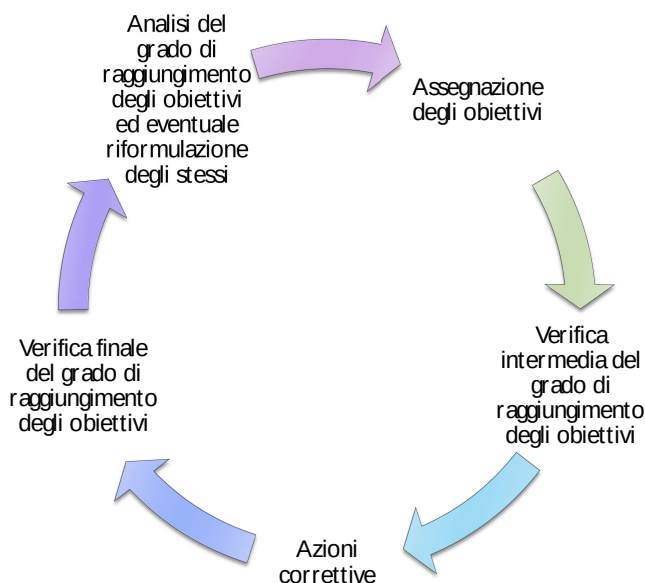 Analisi del
grado di
raggiungimento
degli obiettivi
ed eventuale
riformulazione
degli stessi
Assegnazione
degli obiettivi
Verifica
intermedia del
grado di
raggiungimento
degli obiettivi
Azioni
correttive
Verifica finale
del grado di
raggiungimento
degli obiettivi